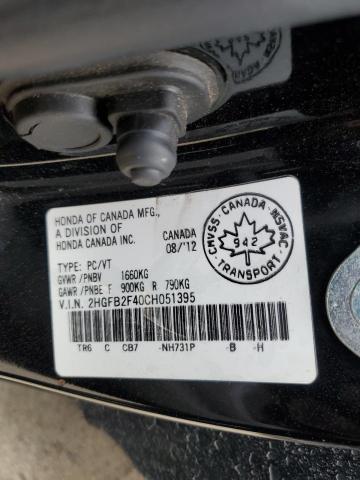 HONDA OF CANADA MFG.,
A DIVISION OF
HONDA CANADA INC.
CANADA
08/'12
CMVSS - CANADA - NSVAC
942
TRANSPORT
TYPE: PC/VT
GVWR /PNBV 1660KG
GAWR /PNBE F 900KG R 790KG
V.I.N. 2HGFB2F40CH051395
TR6 C CB7 -NH731P -B -H